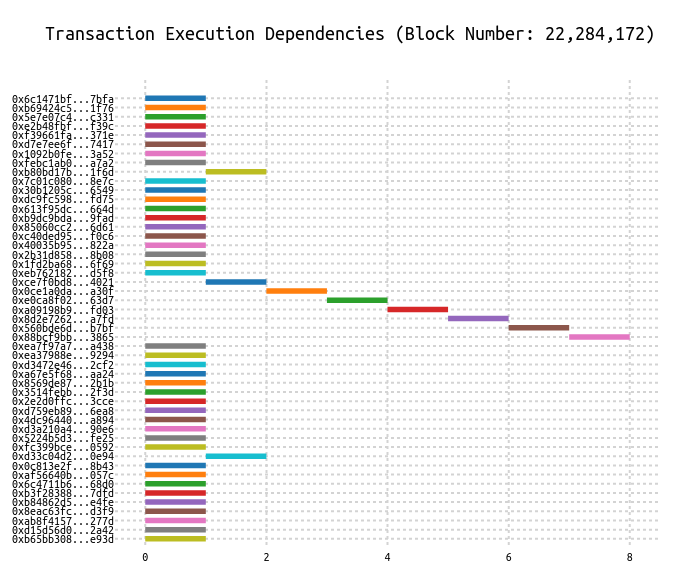 Transaction Execution Dependencies (Block Number: 22,284,172)
0x6c1471bf...7bfa
0xb69424c5...1f76
0x5e7e07c4...c331
0xe2b48fbf...f39c
0xf39661fa...371e
0xd7e7ee6f...7417
0x1092b0fe...3a52
0xfebc1ab0...a7a2
0xb80bd17b...1f6d
0x7c01c080...8e7c
0x30b1205c...6549
0xdc9fc598...fd75
0x613f95dc...664d
0xb9dc9bda...9fad
0x85060cc2...6d61
0xc40ded95...f0c6
0x40035b95...822a
0x2b31d858...8b08
0x1fd2ba68...6f69
0xeb762182...d5f8
0xce7f0bd8...4021
0x0ce1a0da...a30f
0xe0ca8f02...63d7
0xa09198b9...fd03
0x8d2e7262...a7fd
0x560bde6d...b7bf
0x88bcf9bb...3865
0xea7f97a7...a438
0xea37988e...9294
0xd3472e46...2cf2
0xa67e5f68...aa24
0x8569de87...2b1b
0x3514febb...2f3d
0x2e2d0ffc...3cce
0xd759eb89...6ea8
0x4dc96440...a894
0xd3a210a4...90e6
0x5224b5d3...fe25
0xfc399bce...0592
0xd33c04d2...0e94
0x0c813e2f...8b43
0xaf56640b...057c
0x6c4711b6...68d0
0xb3f28388...7dfd
0xb84862d5...e4fe
0x8eac63fc...d3f9
0xab8f4157...277d
0xd15d56d0...2a42
0xb65bb308...e93d
0 2 4 6 8